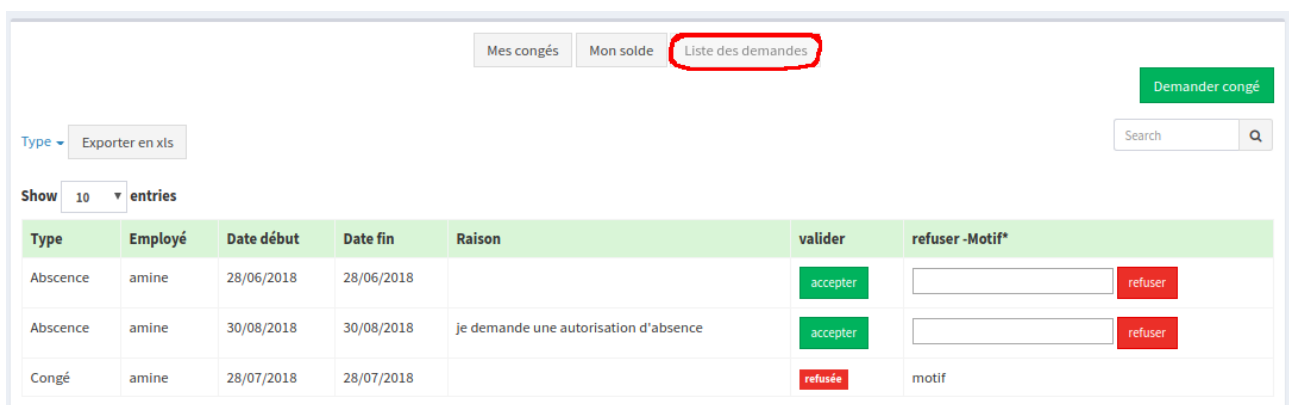 Mes congés Mon solde Liste des demandes
Demander congé
Type Exporter en xls Search
Show 10 entries
Type Employé Date début Date fin Raison valider refuser -Motif*
Abscence amine 28/06/2018 28/06/2018 accepter refuser
Abscence amine 30/08/2018 30/08/2018 je demande une autorisation d'absence accepter refuser
Congé amine 28/07/2018 28/07/2018 refusée motif